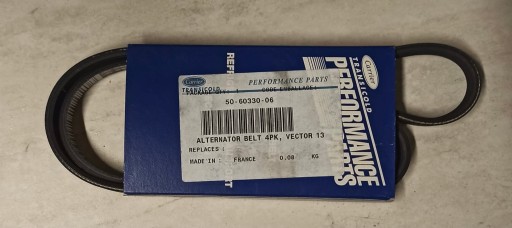 Carrier
TRANSICOLD
PERFORMANCE PARTS
50-60330-06
ALTERNATOR BELT 4PK, VECTOR 13
REPLACES :
MADE IN : FRANCE 0.08 KG
Carrier
TRANSICOLD
PERFORMANCE
PARTS